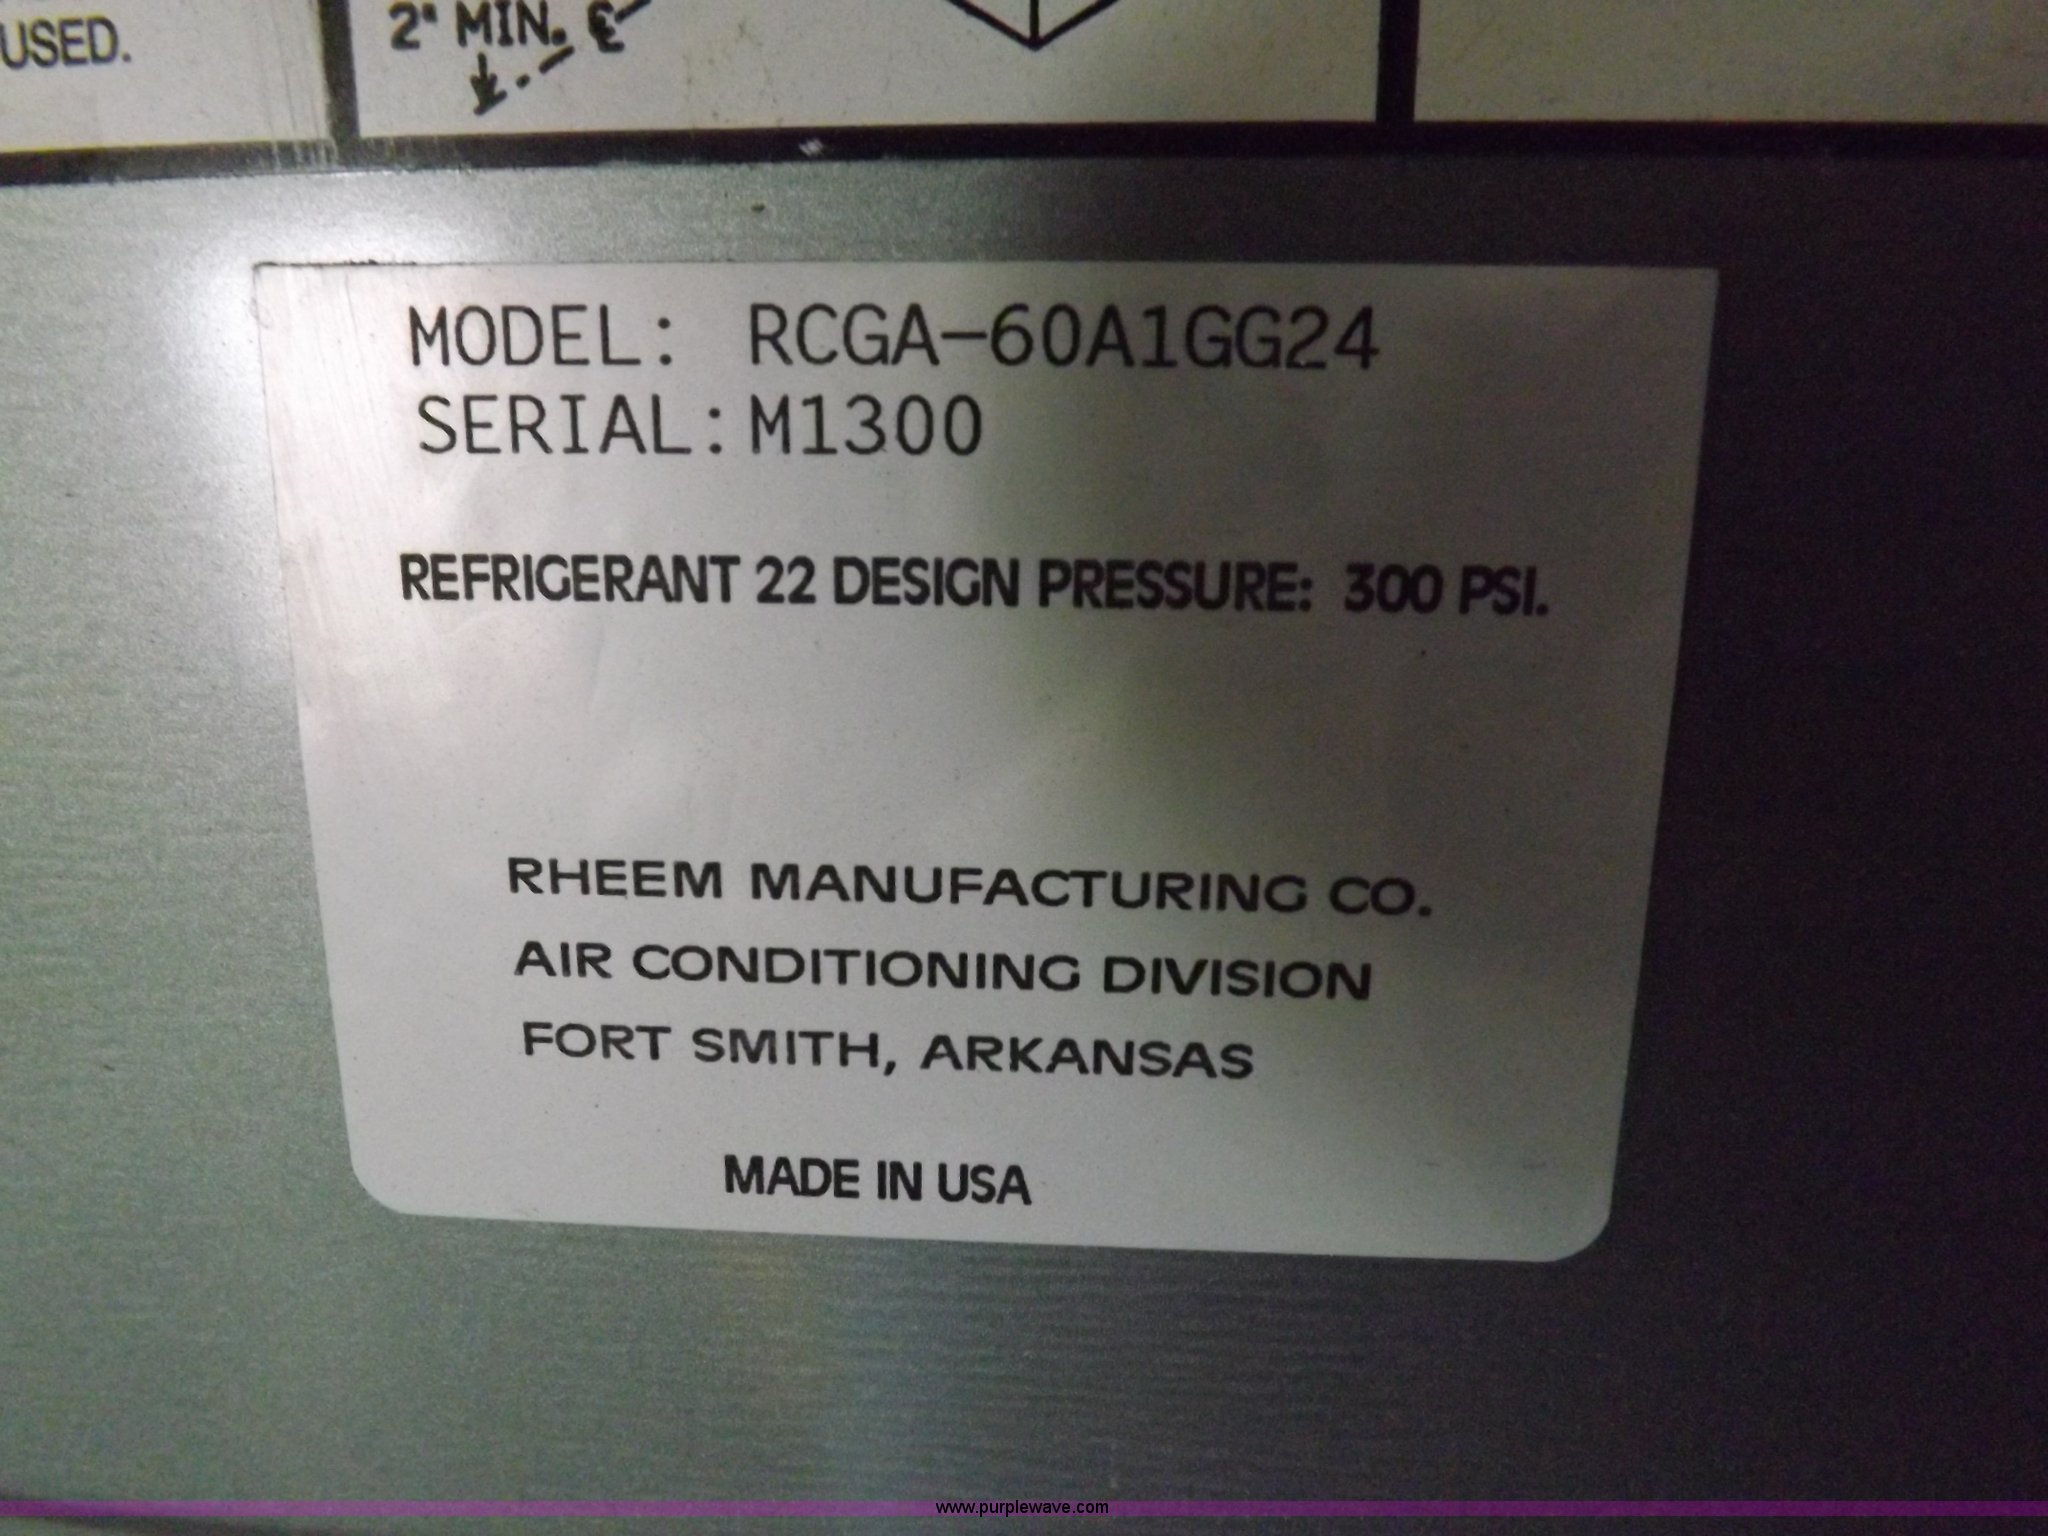 USED.
2" MIN. ℄
MODEL: RCGA-60A1GG24
SERIAL: M1300
REFRIGERANT 22 DESIGN PRESSURE: 300 PSI.
RHEEM MANUFACTURING CO.
AIR CONDITIONING DIVISION
FORT SMITH, ARKANSAS
MADE IN USA
www.purplewave.com